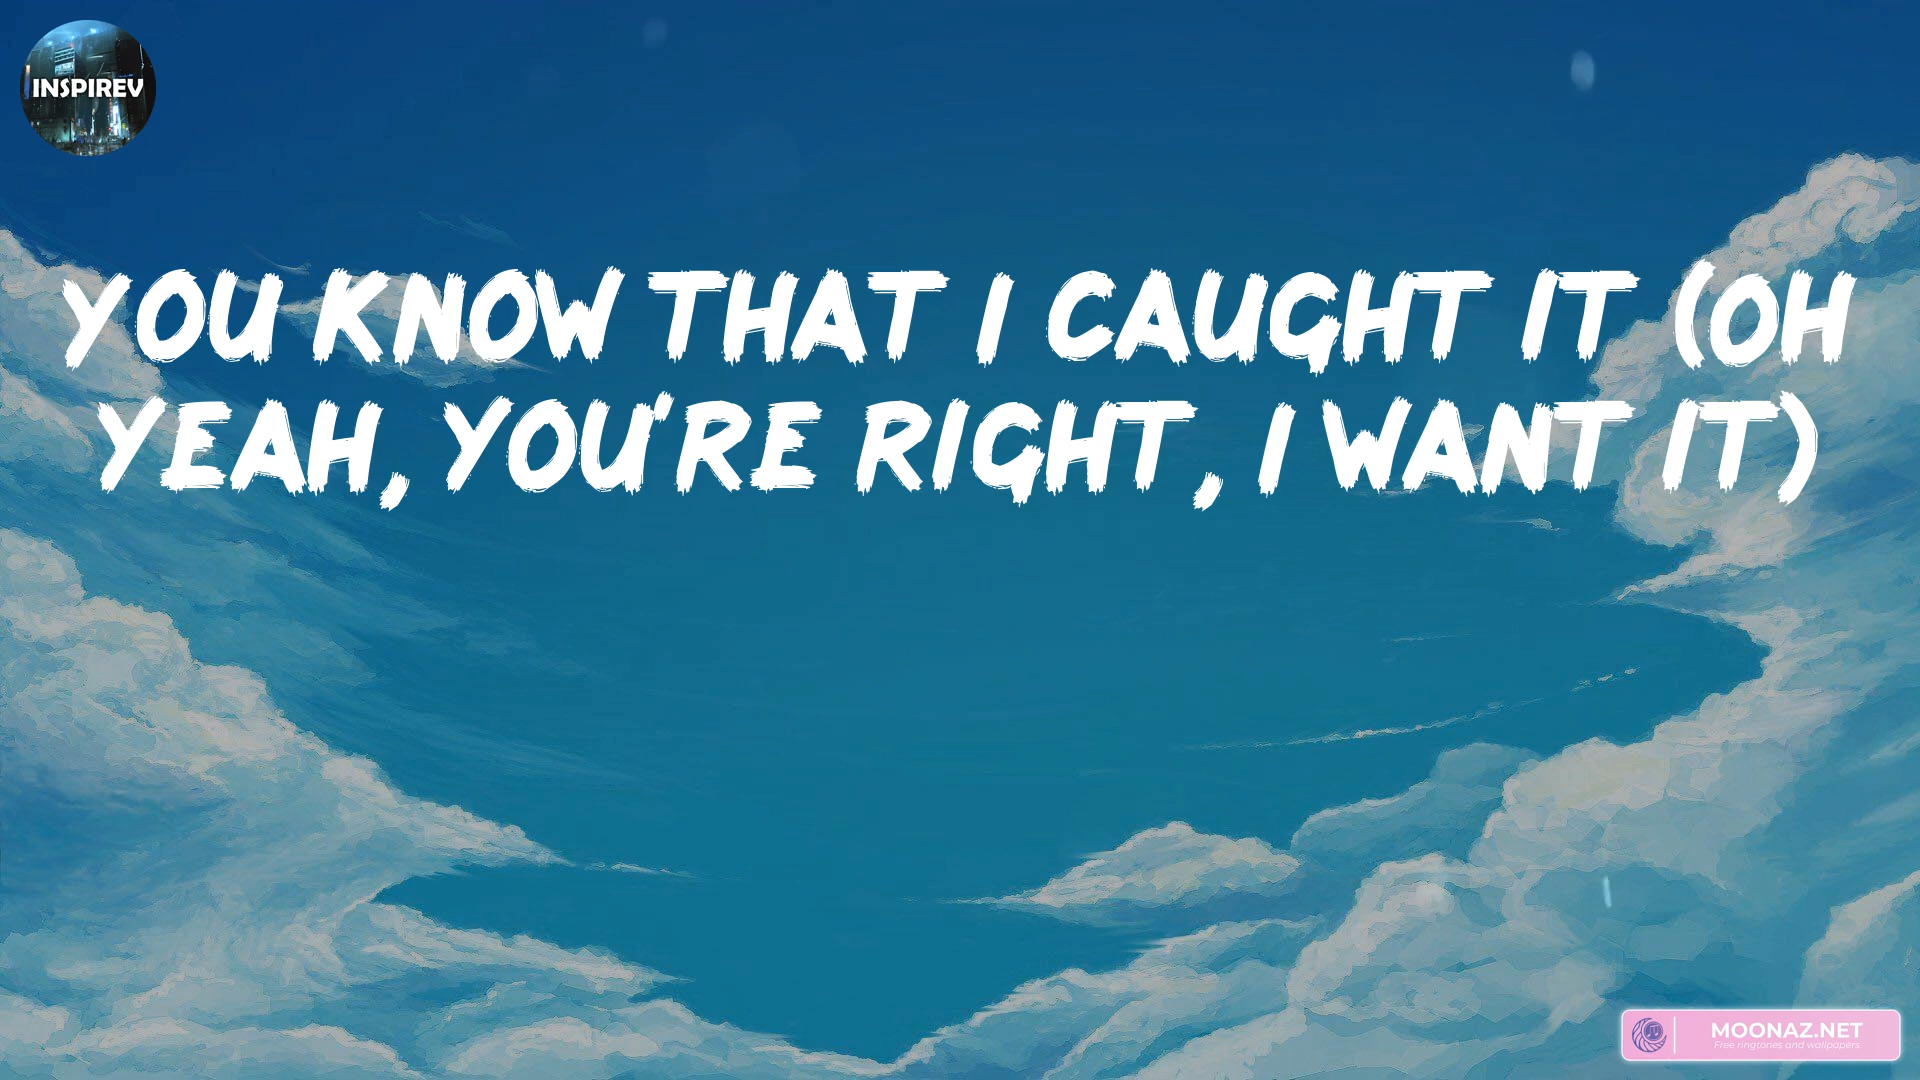 INSPIREV
YOU KNOW THAT I CAUGHT IT (OH
YEAH, YOU'RE RIGHT, I WANT IT)
MOONAZ.NET
Free ringtones and wallpapers